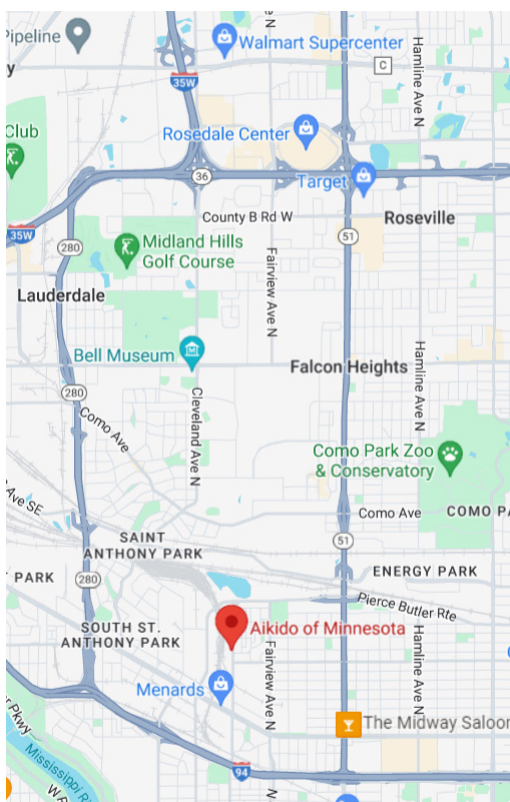 Pipeline
Walmart Supercenter
Hamline Ave N
C
y
35W
Club
Rosedale Center
36
Target
County B Rd W
Roseville
35W
280
Midland Hills
Golf Course
51
Fairview Ave N
Lauderdale
Bell Museum
Falcon Heights
Hamline Ave N
280
Cleveland Ave N
Como Ave
Como Park Zoo
& Conservatory
Ave SE
Como Ave
COMO PA
SAINT
ANTHONY PARK
51
T PARK
280
ENERGY PARK
Pierce Butler Rte
SOUTH ST.
ANTHONY PARK
Aikido of Minnesota
Fairview Ave N
Hamline Ave N
Menards
The Midway Saloon
Pkwy
Mississippi Ri
94
W R
N